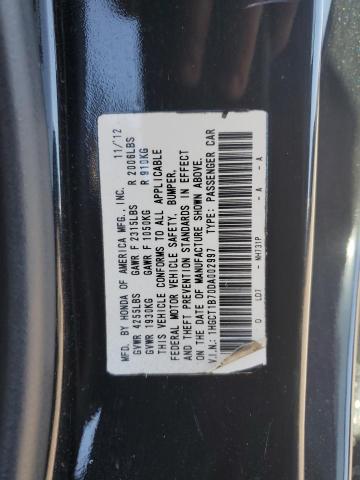 MFD. BY HONDA OF AMERICA MFG., INC. 11/'12
GVWR 4255LBS GAWR F 2315LBS R 2006LBS
GVWR 1930KG GAWR F 1050KG R 910KG
THIS VEHICLE CONFORMS TO ALL APPLICABLE
FEDERAL MOTOR VEHICLE SAFETY, BUMPER,
AND THEFT PREVENTION STANDARDS IN EFFECT
ON THE DATE OF MANUFACTURE SHOWN ABOVE.
V.I.N.: 1HGCT1B70DA002997 TYPE: PASSENGER CAR
D LD7 - NH731P - A - A